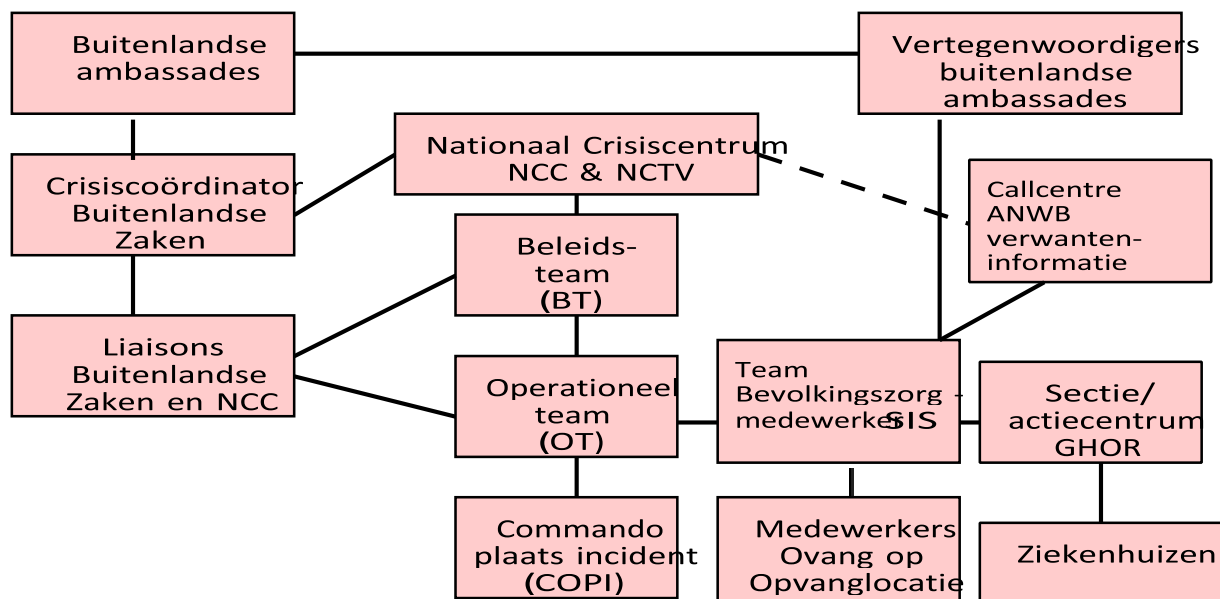 Buitenlandse
ambassades
Vertegenwoordigers
buitenlandse
ambassades
Nationaal Crisiscentrum
NCC & NCTV
Crisiscoördinator
Buitenlandse
Zaken
Callcentre
ANWB
verwanten-
informatie
Beleids-
team
(BT)
Liaisons
Buitenlandse
Zaken en NCC
Operationeel
team
(OT)
Team
Bevolkingszorg -
medewerker SIS
Sectie/
actiecentrum
GHOR
Commando
plaats incident
(COPI)
Medewerkers
Ovang op
Opvanglocatie
Ziekenhuizen